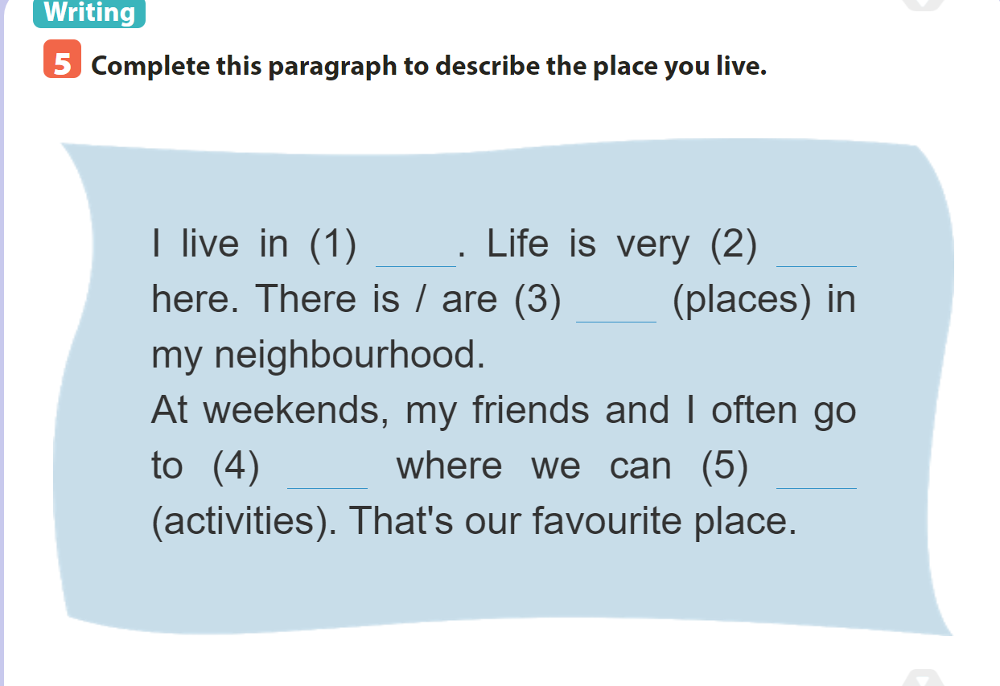 Writing
5 Complete this paragraph to describe the place you live.
I live in (1) _____. Life is very (2) _____
here. There is / are (3) _____ (places) in
my neighbourhood.
At weekends, my friends and I often go
to (4) _____ where we can (5) _____
(activities). That's our favourite place.